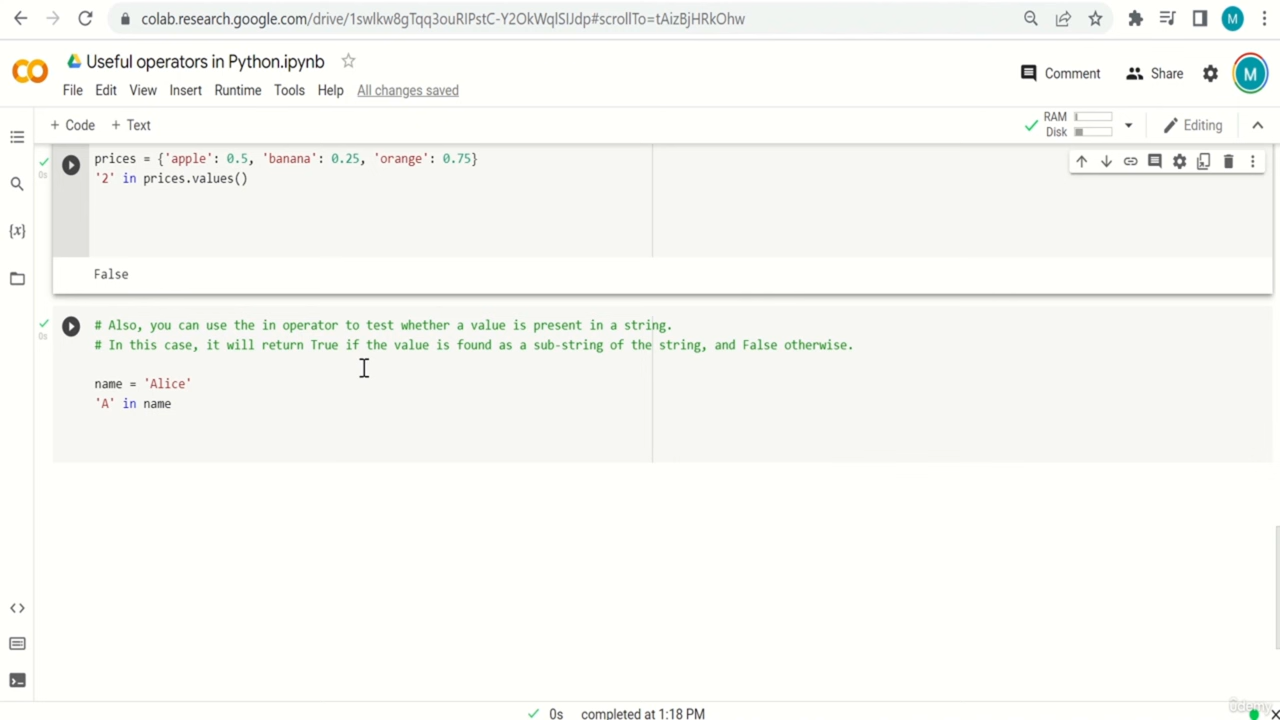 colab.research.google.com/drive/1swlkw8gTqq3ouRIPstC-Y2OkWqlSIJdp#scrollTo=tAizBjHRkOhw
M
Useful operators in Python.ipynb
Comment
Share
M
File Edit View Insert Runtime Tools Help All changes saved
+ Code + Text
RAM
Disk
Editing
prices = {'apple': 0.5, 'banana': 0.25, 'orange': 0.75}
'2' in prices.values()
0s
False
# Also, you can use the in operator to test whether a value is present in a string.
0s
# In this case, it will return True if the value is found as a sub-string of the string, and False otherwise.
name = 'Alice'
'A' in name
{x}
0s completed at 1:18 PM
udemy